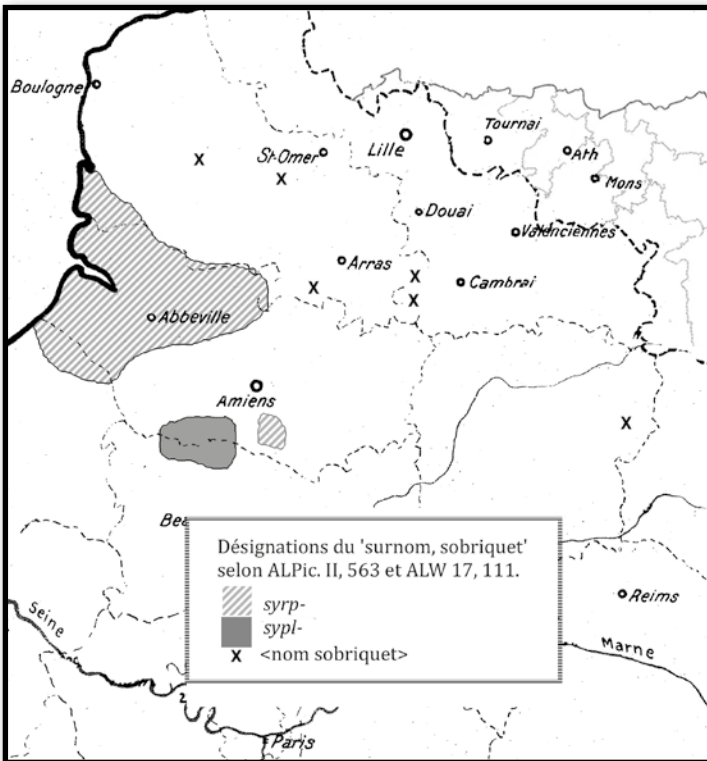 Boulogne
St-Omer
Lille
Tournai
Ath
Mons
X
X
Douai
Valenciennes
Arras
X
X
X
Cambrai
Abbeville
Amiens
X
Bea
Désignations du 'surnom, sobriquet'
selon ALPic. II, 563 et ALW 17, 111.
syrp-
sypl-
X <nom sobriquet>
Reims
Seine
Marne
Paris